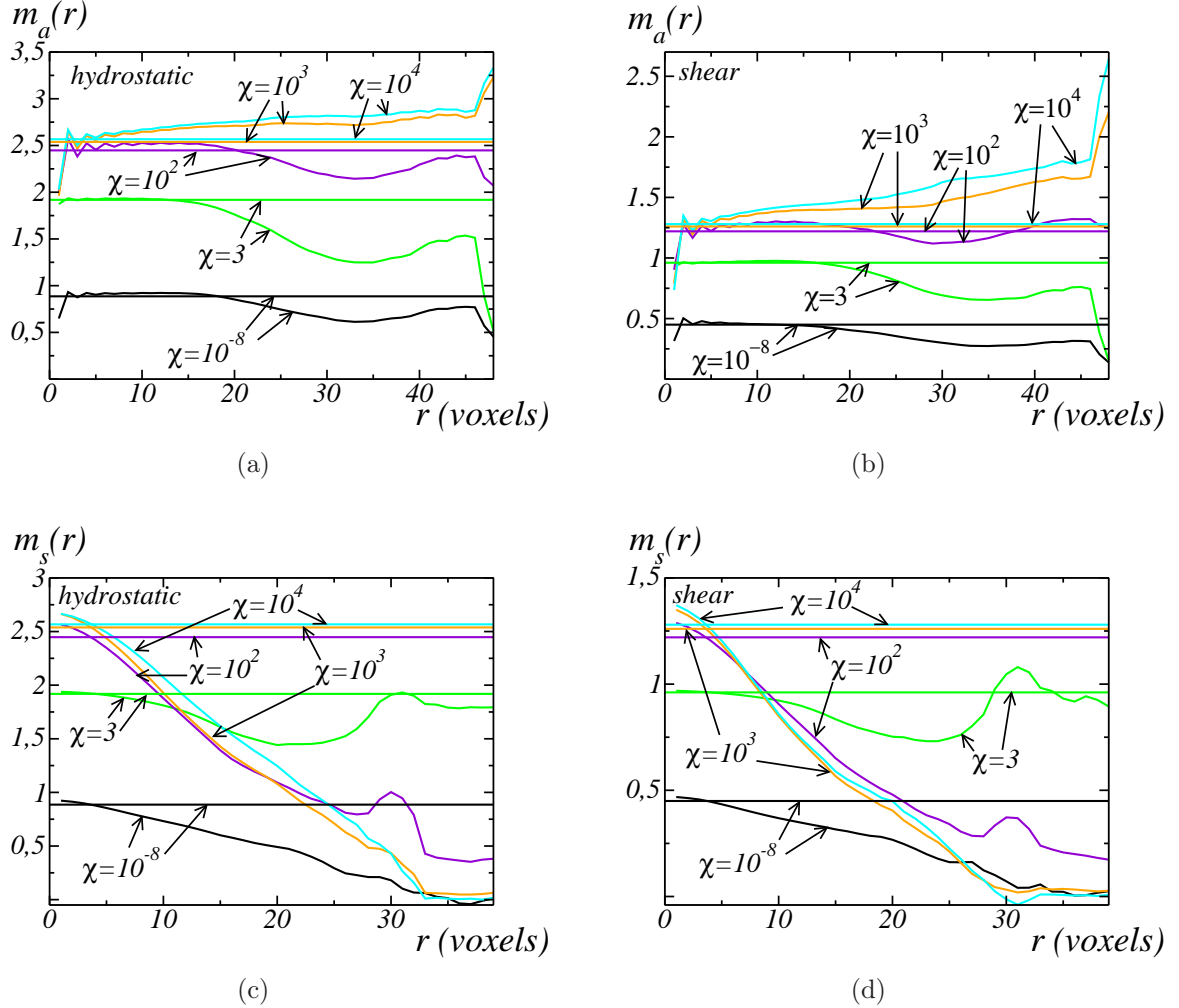 m_a(r)
3,5
3
2,5
2
1,5
1
0,5
hydrostatic
χ=10^3
χ=10^4
χ=10^2
χ=3
χ=10^-8
0 10 20 30 40
r (voxels)
(a)
m_a(r)
2.5
2
1.5
1
0.5
shear
χ=10^4
χ=10^3
χ=10^2
χ=3
χ=10^-8
0 10 20 30 40
r (voxels)
(b)
m_s(r)
3
2,5
2
1,5
1
0,5
hydrostatic
χ=10^4
χ=10^2
χ=10^3
χ=3
χ=10^-8
0 10 20 30
r (voxels)
(c)
m_s(r)
1,5
1
0,5
shear
χ=10^4
χ=10^2
χ=10^3
χ=3
χ=10^-8
0 10 20 30
r (voxels)
(d)